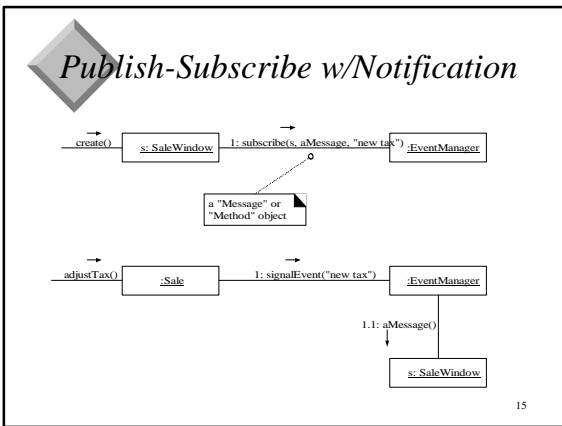 Publish-Subscribe w/Notification
create()
s: SaleWindow
1: subscribe(s, aMessage, "new tax")
:EventManager
a "Message" or
"Method" object
adjustTax()
:Sale
1: signalEvent("new tax")
:EventManager
1.1: aMessage()
s: SaleWindow
15